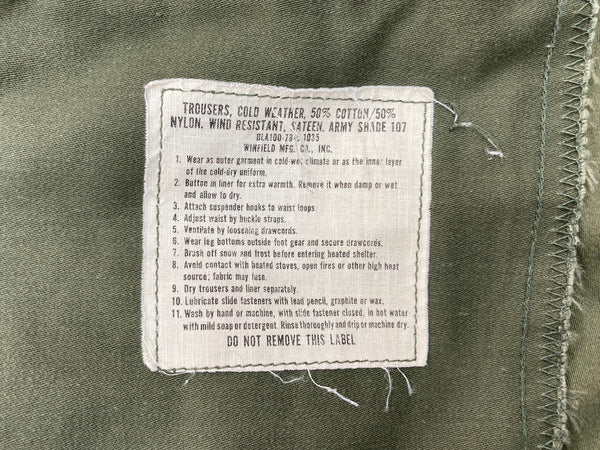 TROUSERS, COLD WEATHER, 50% COTTON/50%
NYLON, WIND RESISTANT, SATEEN, ARMY SHADE 107
DLA100-78-C 1035
WINFIELD MFG. CO., INC.
1. Wear as outer garment in cold-wet climate or as the inner layer
of the cold-dry uniform.
2. Button in liner for extra warmth. Remove it when damp or wet
and allow to dry.
3. Attach suspender hooks to waist loops.
4. Adjust waist by buckle straps.
5. Ventilate by loosening drawcords.
6. Wear leg bottoms outside foot gear and secure drawcords.
7. Brush off snow and frost before entering heated shelter.
8. Avoid contact with heated stoves, open fires or other high heat
source; fabric may fuse.
9. Dry trousers and liner separately.
10. Lubricate slide fasteners with lead pencil, graphite or wax.
11. Wash by hand or machine, with slide fastener closed, in hot water
with mild soap or detergent. Rinse thoroughly and drip or machine dry.
DO NOT REMOVE THIS LABEL